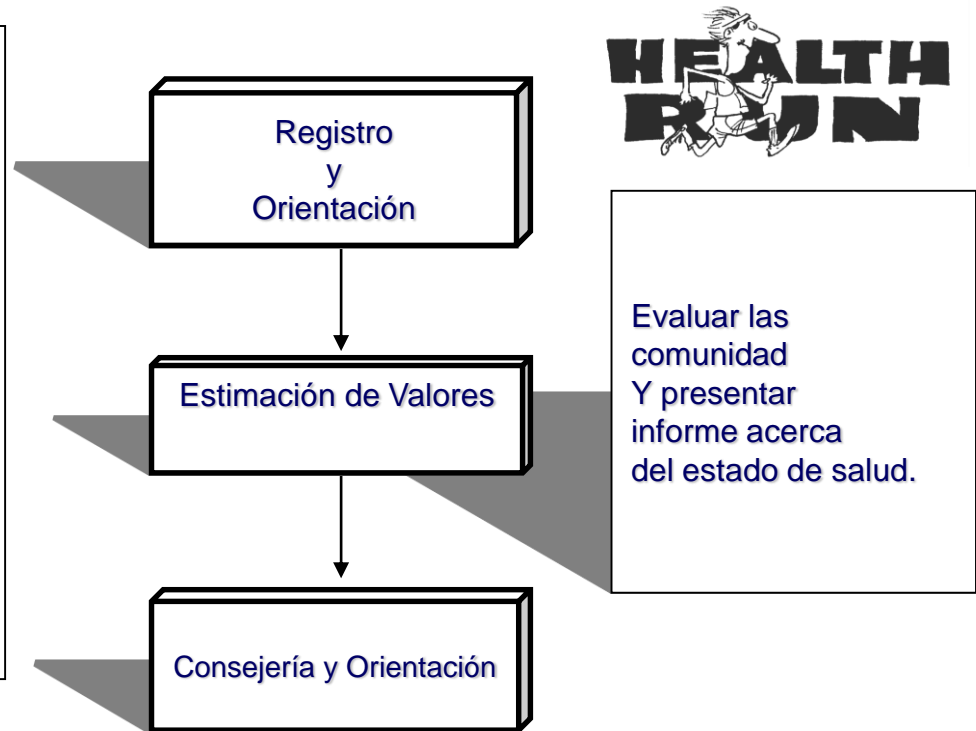 HEALTH
RUN
Registro
y
Orientación
Estimación de Valores
Evaluar las
comunidad
Y presentar
informe acerca
del estado de salud.
Consejería y Orientación